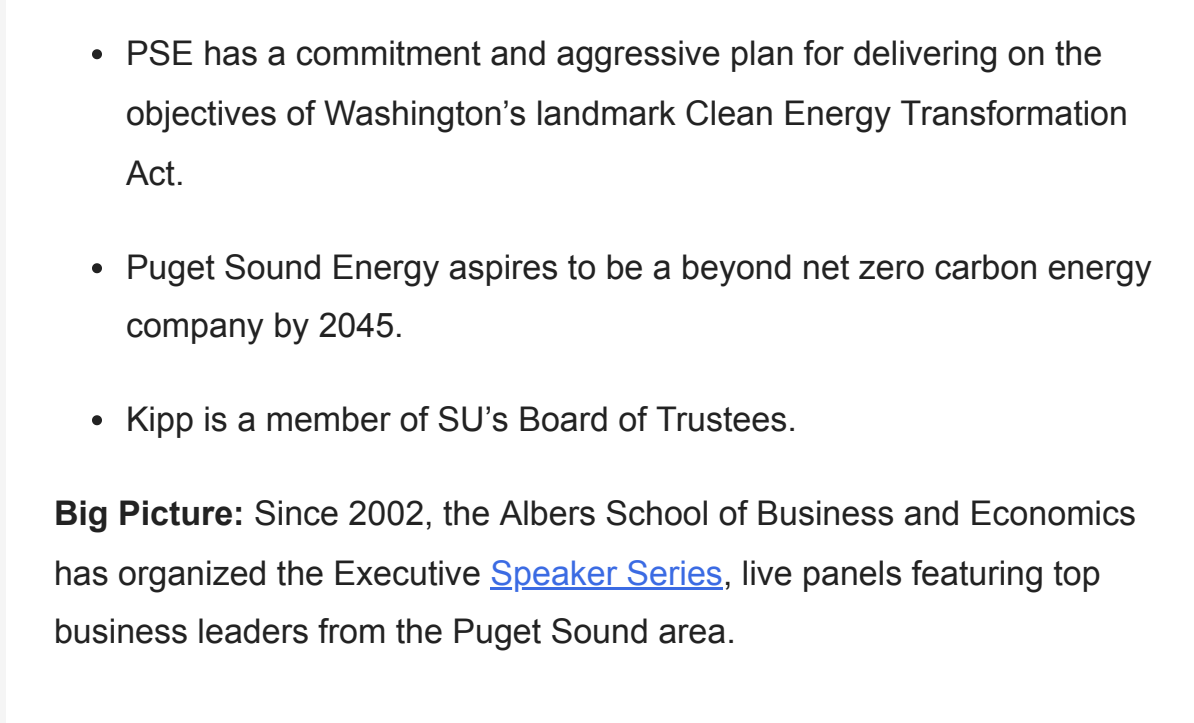 • PSE has a commitment and aggressive plan for delivering on the
objectives of Washington’s landmark Clean Energy Transformation
Act.
• Puget Sound Energy aspires to be a beyond net zero carbon energy
company by 2045.
• Kipp is a member of SU’s Board of Trustees.
Big Picture: Since 2002, the Albers School of Business and Economics
has organized the Executive Speaker Series, live panels featuring top
business leaders from the Puget Sound area.